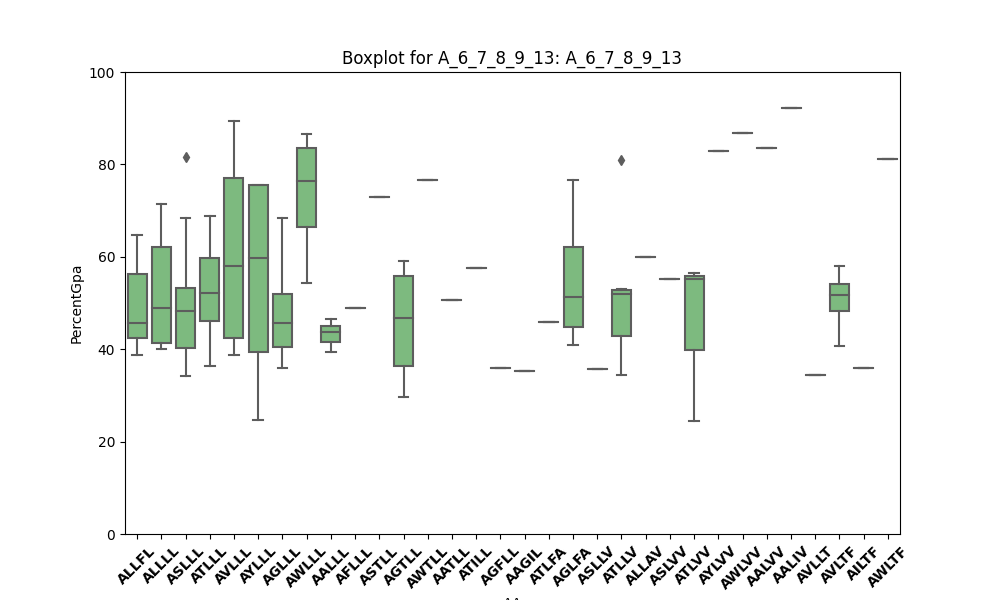 Boxplot for A_6_7_8_9_13: A_6_7_8_9_13
100
80
60
40
20
0
PercentGpa
ALLFL
ALLLL
ASLLL
ATLLL
AVLLL
AYLLL
AGLLL
AWLLL
AALLL
AFLLL
ASTLL
AGTLL
AWTLL
AATLL
ATILL
AGFLL
AAGIL
ATLFA
AGLFA
ASLLV
ATLLV
ALLAV
ASLVV
ATLVV
AYLVV
AWLVV
AALVV
AALIV
AVLLT
AVLTF
AILTF
AWLTF